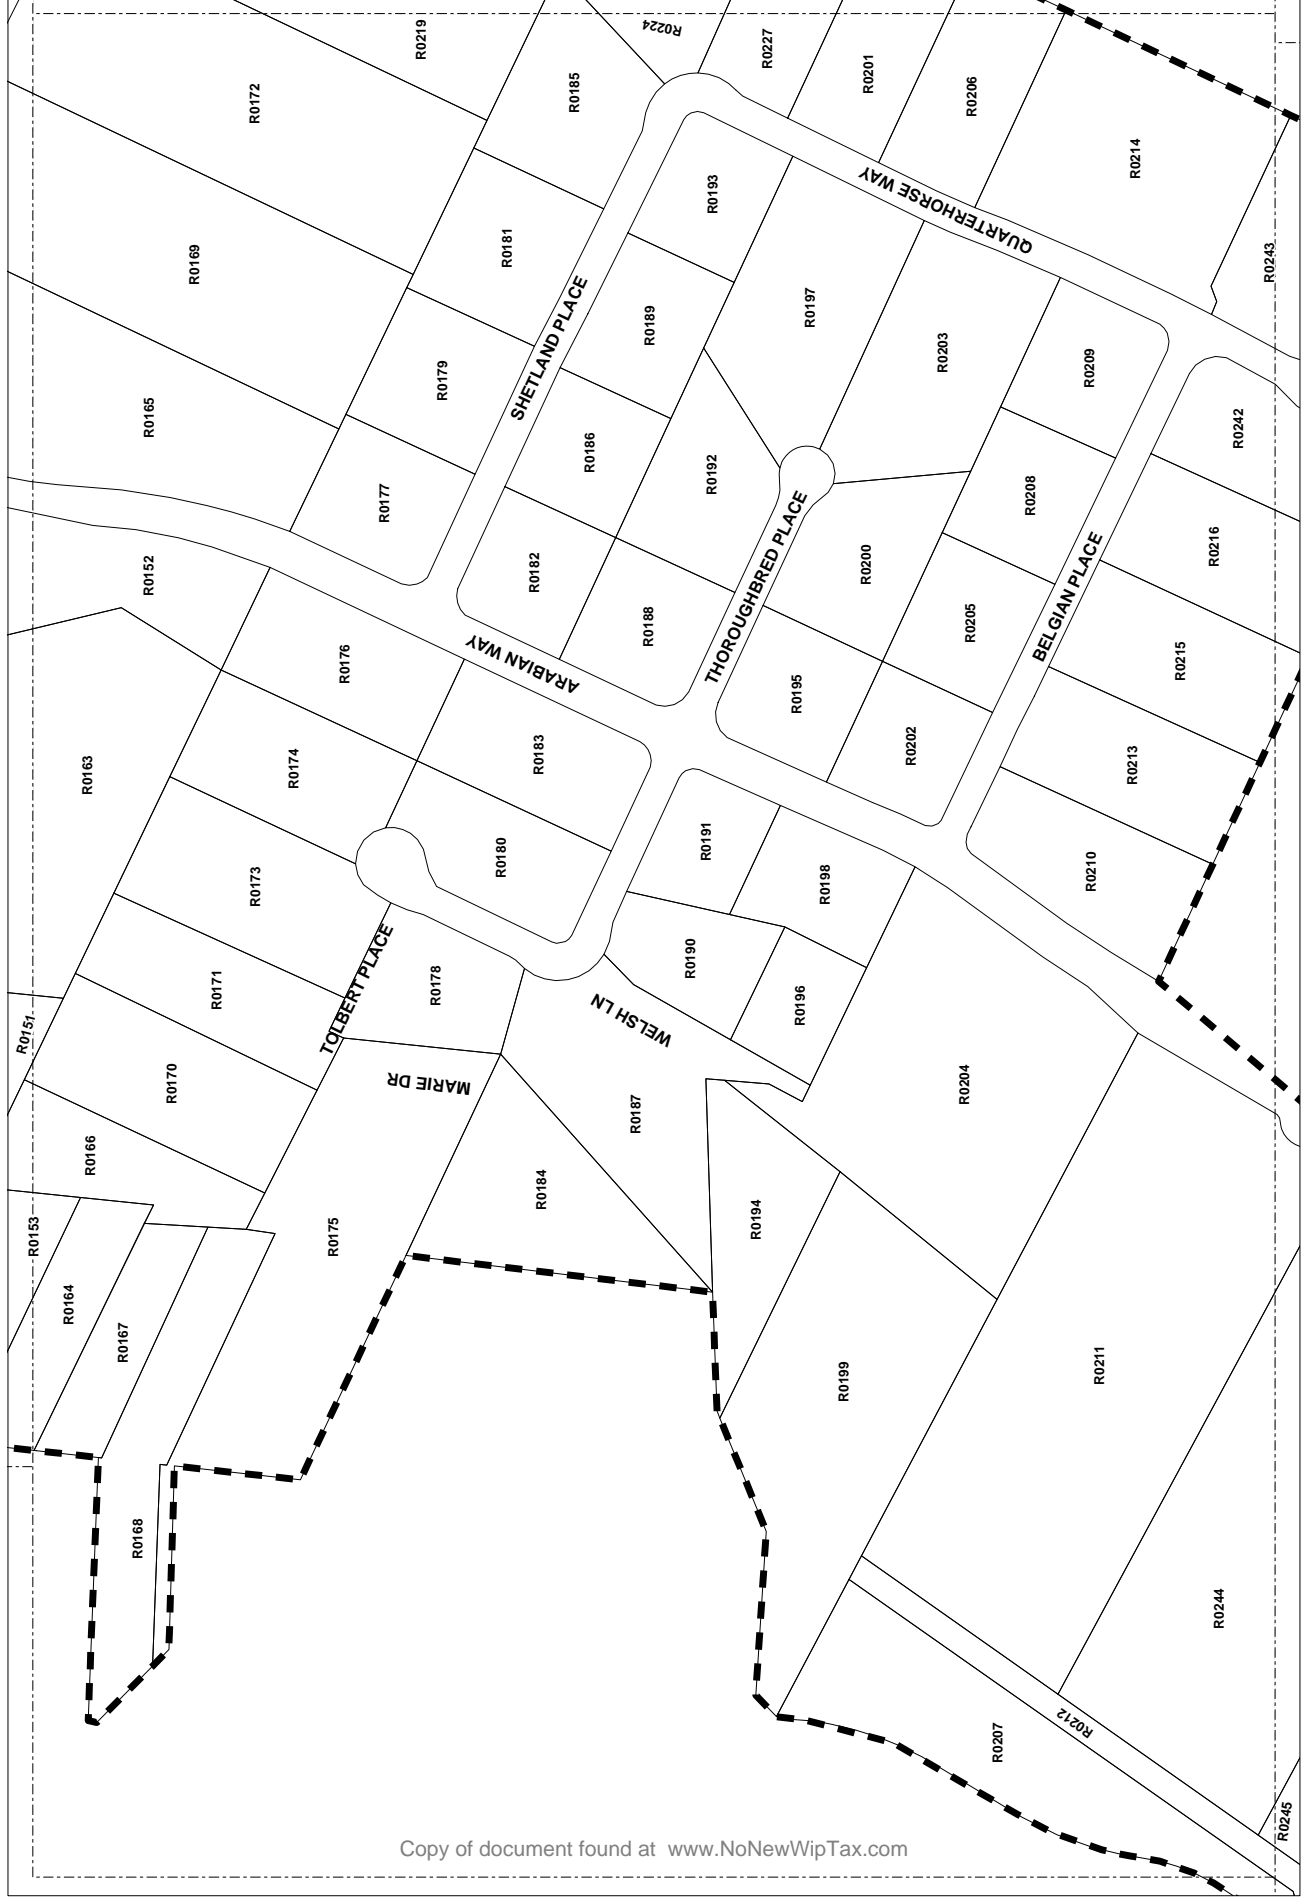 R0219
R0224
R0227
R0172
R0185
R0201
R0206
R0214
R0193
QUARTERHORSE WAY
R0181
R0169
R0243
SHETLAND PLACE
R0197
R0189
R0203
R0209
R0179
R0165
R0242
R0186
R0192
R0177
R0208
R0216
R0152
R0182
THOROUGHBRED PLACE
R0200
BELGIAN PLACE
R0188
R0205
ARABIAN WAY
R0176
R0215
R0195
R0163
R0174
R0183
R0202
R0213
R0191
R0180
R0173
R0198
R0210
TOLBERT PLACE
R0190
R0171
R0178
R0196
WELSH LN
R0151
R0170
MARIE DR
R0187
R0204
R0166
R0184
R0194
R0153
R0175
R0164
R0167
R0199
R0211
R0168
R0244
R0212
R0207
R0245
Copy of document found at www.NoNewWipTax.com